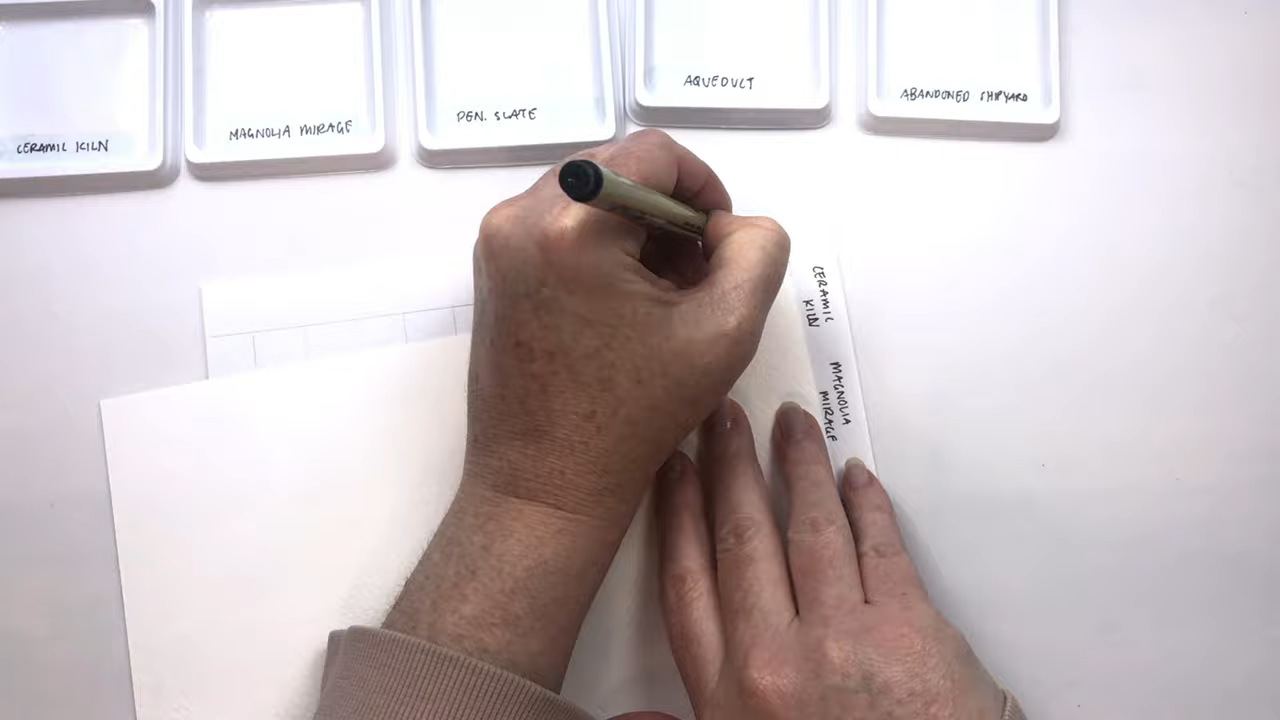 CERAMIC KILN
MAGNOLIA MIRAGE
PEN. SLATE
AQUEDUCT
ABANDONED SHIPYARD
CERAMIC
KILN
MAGNOLIA
MIRAGE